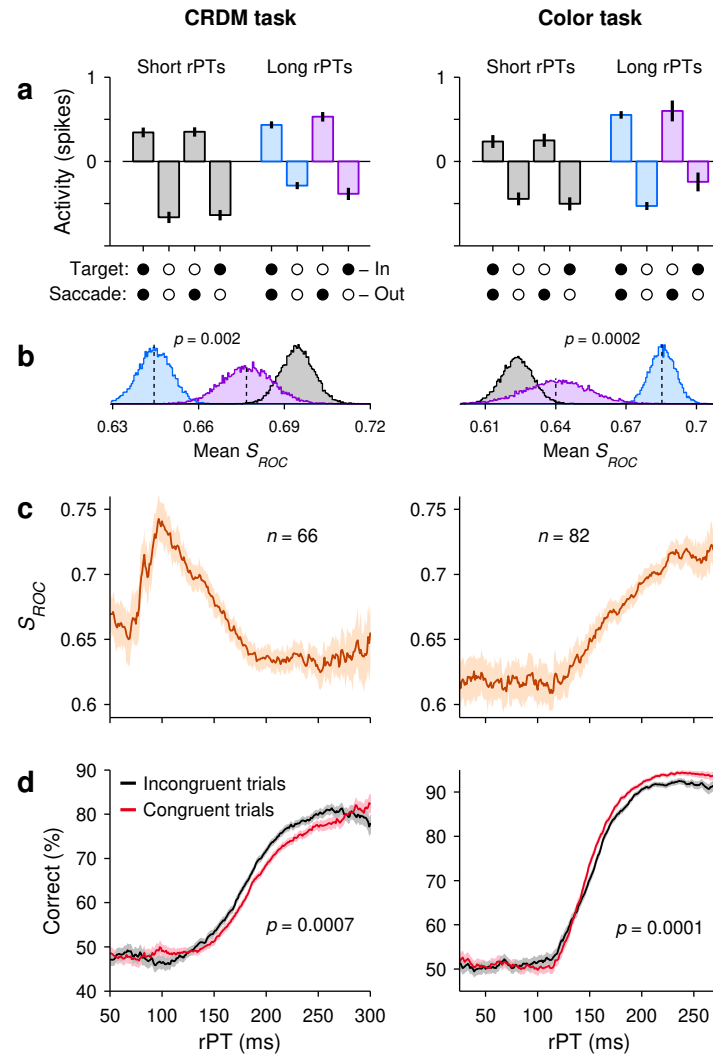 CRDM task
Color task
a
Activity (spikes)
1
0
Short rPTs
Long rPTs
1
0
Short rPTs
Long rPTs
Target:
– In
Saccade:
– Out
b
p = 0.002
0.63
0.66
0.69
0.72
Mean S_ROC
p = 0.0002
0.61
0.64
0.67
0.7
Mean S_ROC
c
S_ROC
0.75
0.7
0.65
0.6
n = 66
0.75
0.7
0.65
0.6
n = 82
d
Correct (%)
90
80
70
60
50
40
Incongruent trials
Congruent trials
p = 0.0007
50
100
150
200
250
300
rPT (ms)
90
80
70
60
50
p = 0.0001
50
100
150
200
250
rPT (ms)